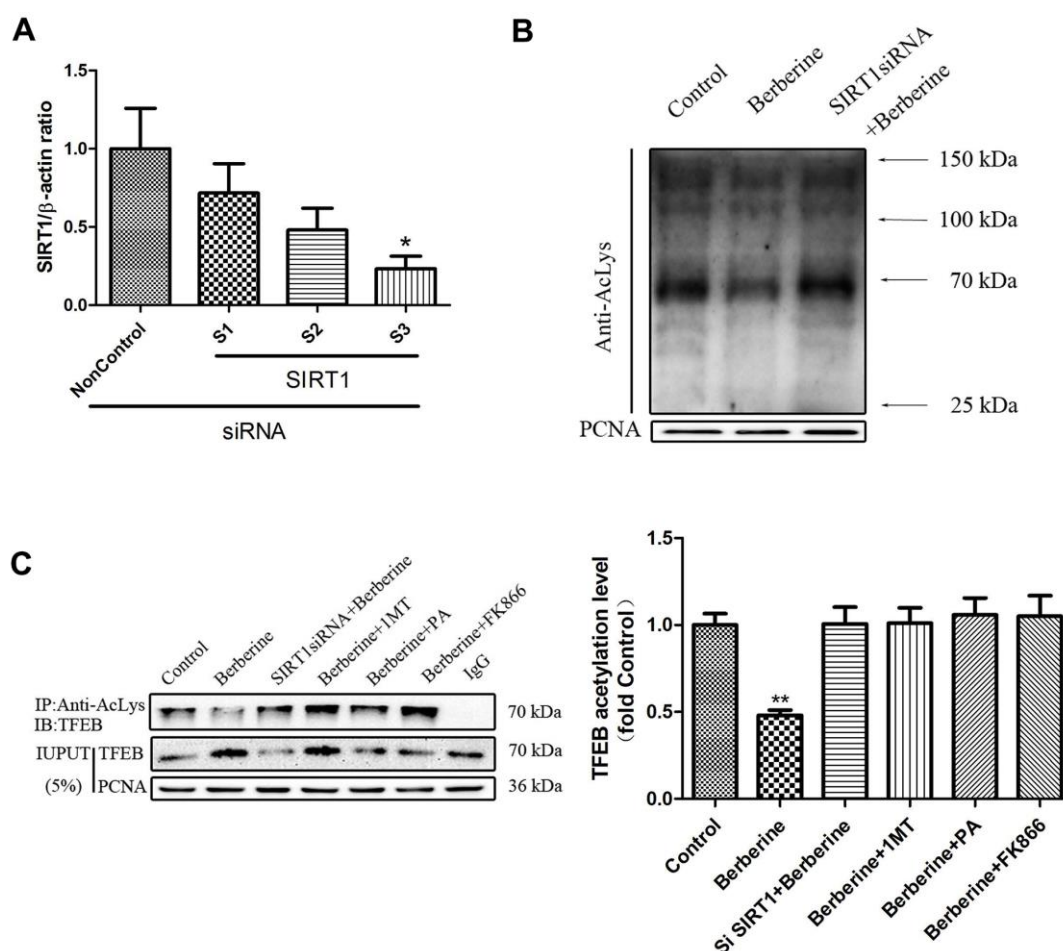 A
SIRT1/β-actin ratio
1.5
1.0
0.5
0.0
*
NonControl
S1
S2
S3
SIRT1
siRNA
B
Control
Berberine
SIRT1siRNA
+Berberine
Anti-AcLys
150 kDa
100 kDa
70 kDa
25 kDa
PCNA
C
Control
Berberine
SIRT1siRNA+Berberine
Berberine+1MT
Berberine+PA
Berberine+FK866
IgG
IP:Anti-AcLys
IB:TFEB
70 kDa
IUPUT TFEB
70 kDa
(5%) PCNA
36 kDa
TFEB acetylation level
(fold Control)
1.5
1.0
0.5
0.0
**
Control
Berberine
Si SIRT1+Berberine
Berberine+1MT
Berberine+PA
Berberine+FK866